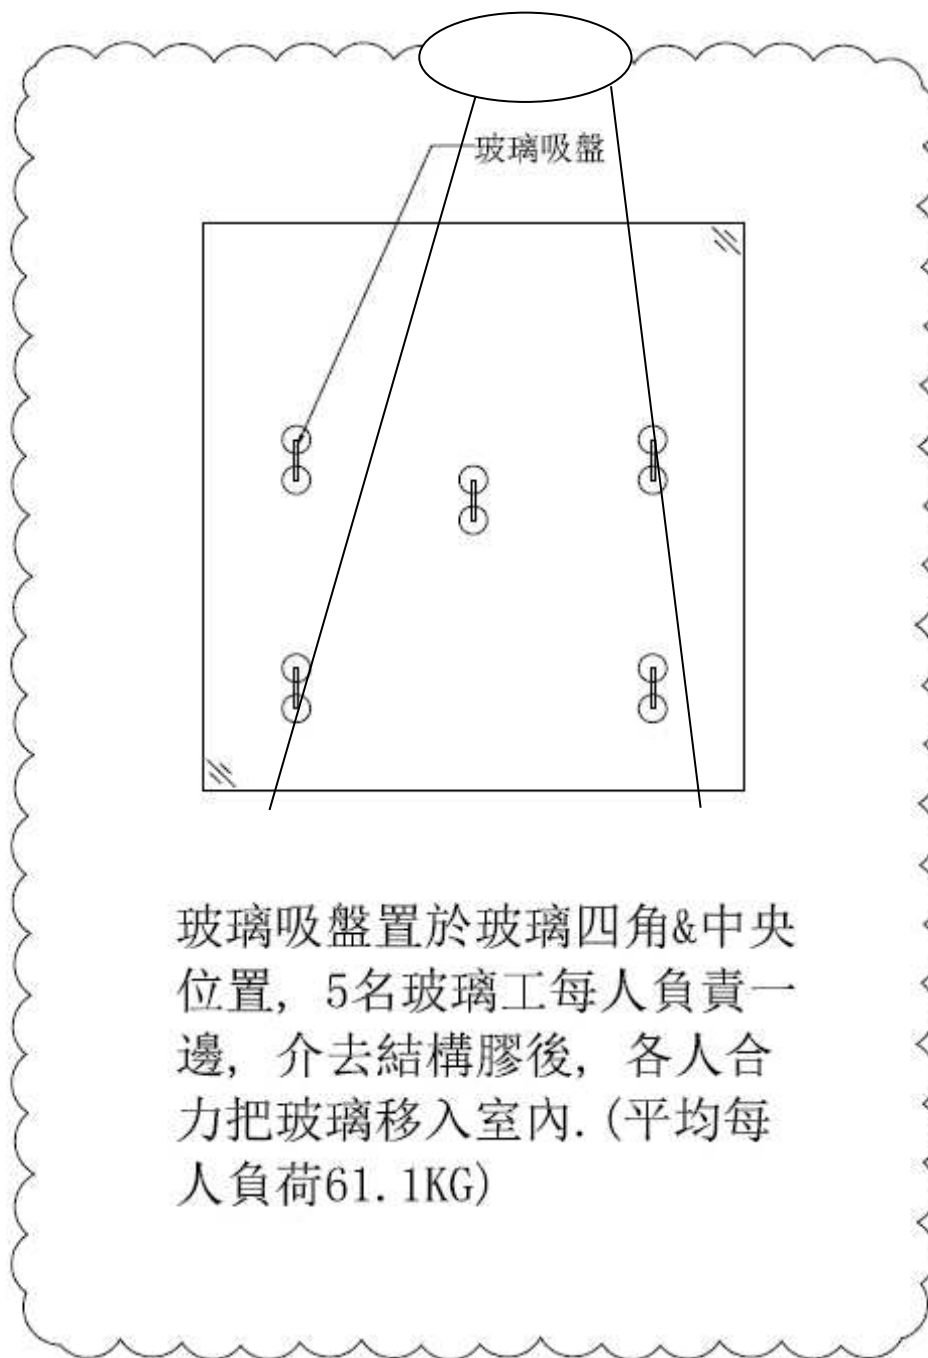 玻璃吸盤
玻璃吸盤置於玻璃四角&中央
位置, 5名玻璃工每人負責一
邊, 介去結構膠後, 各人合
力把玻璃移入室內. (平均每
人負荷61.1KG)